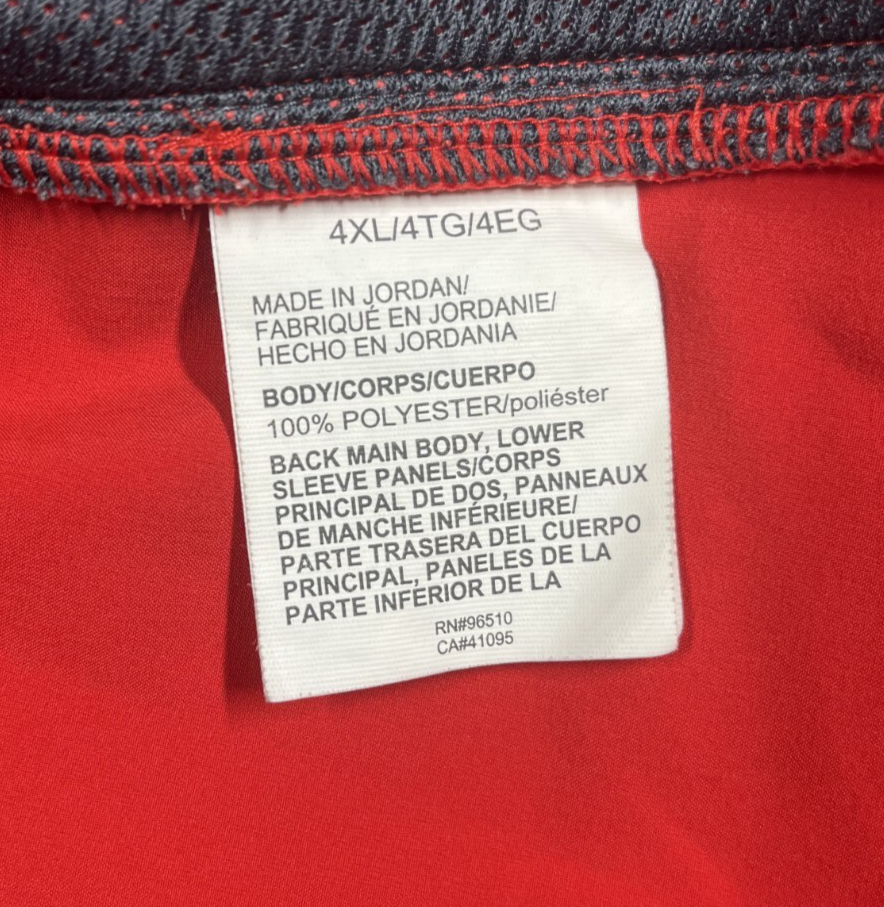 4XL/4TG/4EG
MADE IN JORDAN/
FABRIQUÉ EN JORDANIE/
HECHO EN JORDANIA
BODY/CORPS/CUERPO
100% POLYESTER/poliéster
BACK MAIN BODY, LOWER
SLEEVE PANELS/CORPS
PRINCIPAL DE DOS, PANNEAUX
DE MANCHE INFÉRIEURE/
PARTE TRASERA DEL CUERPO
PRINCIPAL, PANELES DE LA
PARTE INFERIOR DE LA
RN#96510
CA#41095